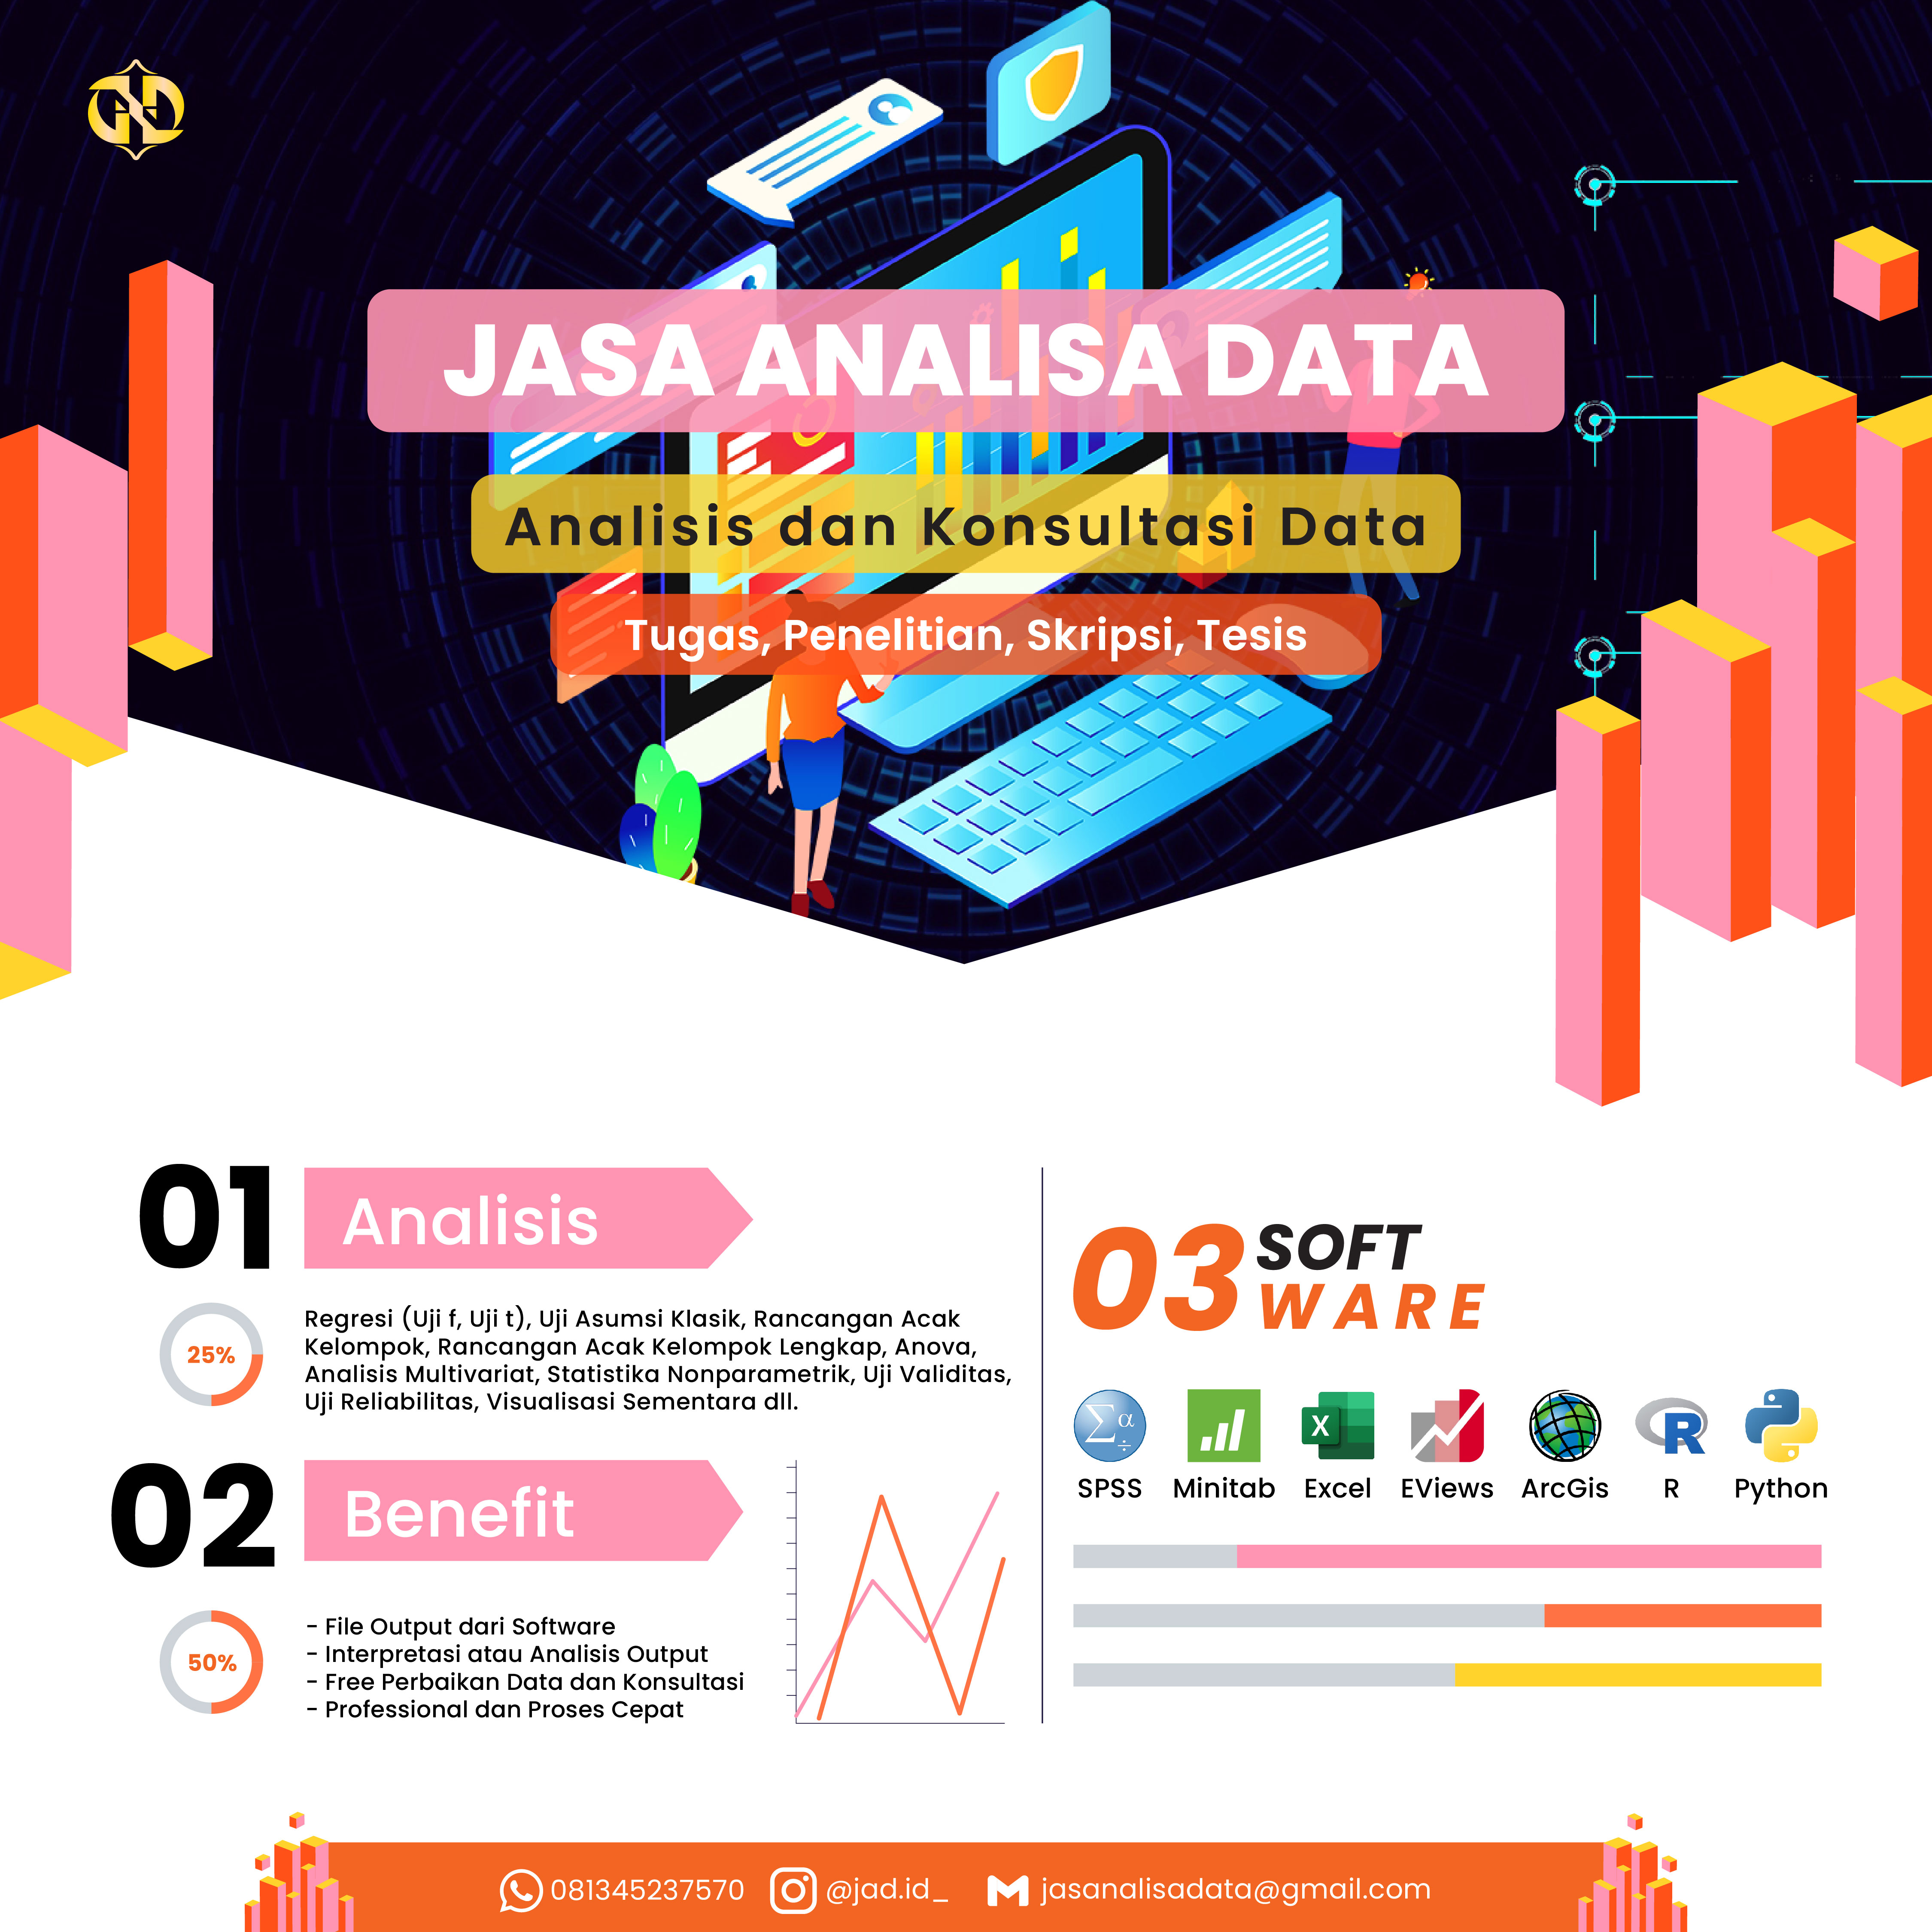 JASA ANALISA DATA
Analisis dan Konsultasi Data
Tugas, Penelitian, Skripsi, Tesis
01
Analisis
25%
Regresi (Uji f, Uji t), Uji Asumsi Klasik, Rancangan Acak
Kelompok, Rancangan Acak Kelompok Lengkap, Anova,
Analisis Multivariat, Statistika Nonparametrik, Uji Validitas,
Uji Reliabilitas, Visualisasi Sementara dll.
02
Benefit
50%
- File Output dari Software
- Interpretasi atau Analisis Output
- Free Perbaikan Data dan Konsultasi
- Professional dan Proses Cepat
03
SOFT
WARE
Σα÷ X R
SPSS Minitab Excel EViews ArcGis R Python
081345237570 @jad.id_ jasanalisadata@gmail.com